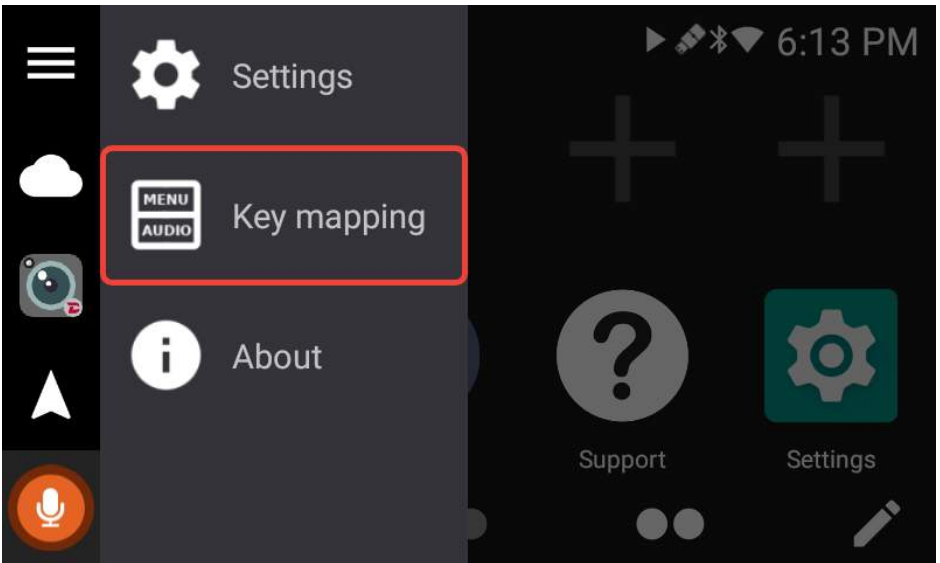 6:13 PM
Settings
MENU
AUDIO
Key mapping
About
Support
Settings